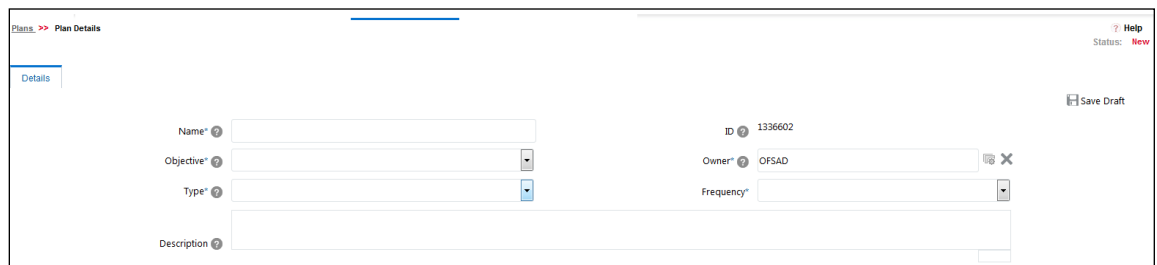 Plans >> Plan Details
? Help
Status: New
Details
Save Draft
Name* ?
ID ? 1336602
Objective* ?
Owner* ? OFSAD
Type* ?
Frequency*
Description ?